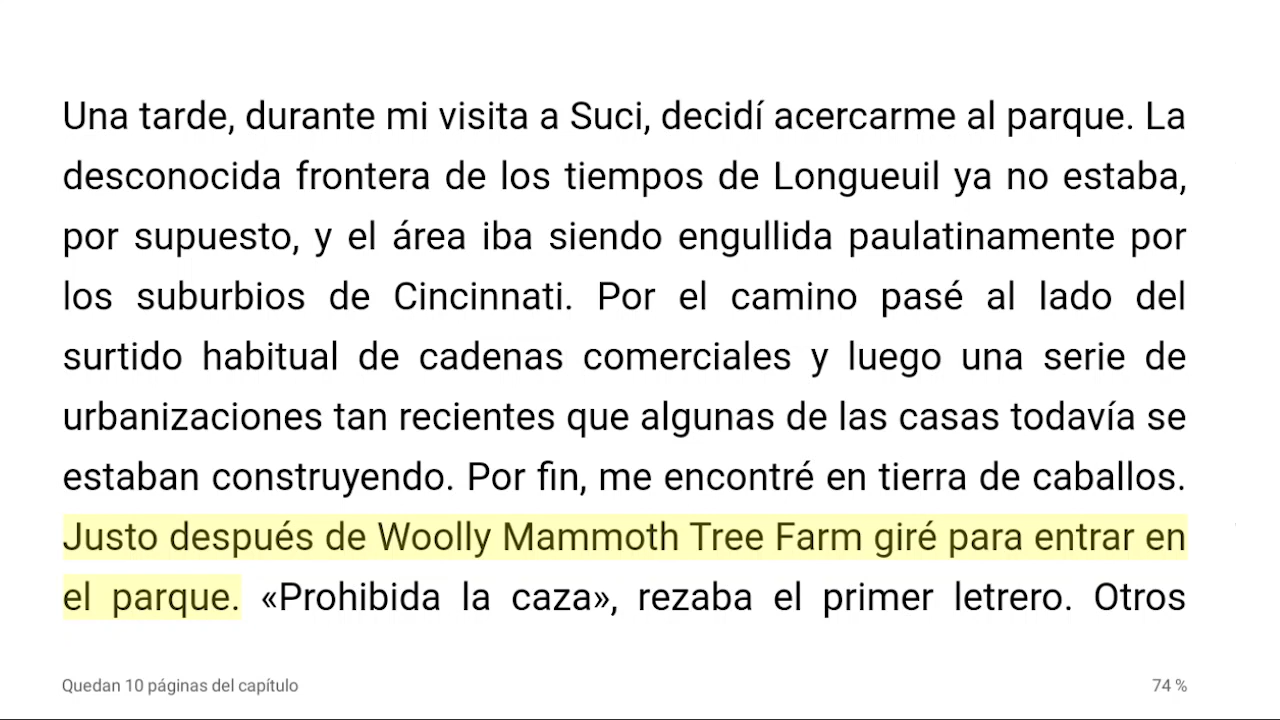 Una tarde, durante mi visita a Suci, decidí acercarme al parque. La
desconocida frontera de los tiempos de Longueuil ya no estaba,
por supuesto, y el área iba siendo engullida paulatinamente por
los suburbios de Cincinnati. Por el camino pasé al lado del
surtido habitual de cadenas comerciales y luego una serie de
urbanizaciones tan recientes que algunas de las casas todavía se
estaban construyendo. Por fin, me encontré en tierra de caballos.
Justo después de Woolly Mammoth Tree Farm giré para entrar en
el parque. «Prohibida la caza», rezaba el primer letrero. Otros
Quedan 10 páginas del capítulo
74 %